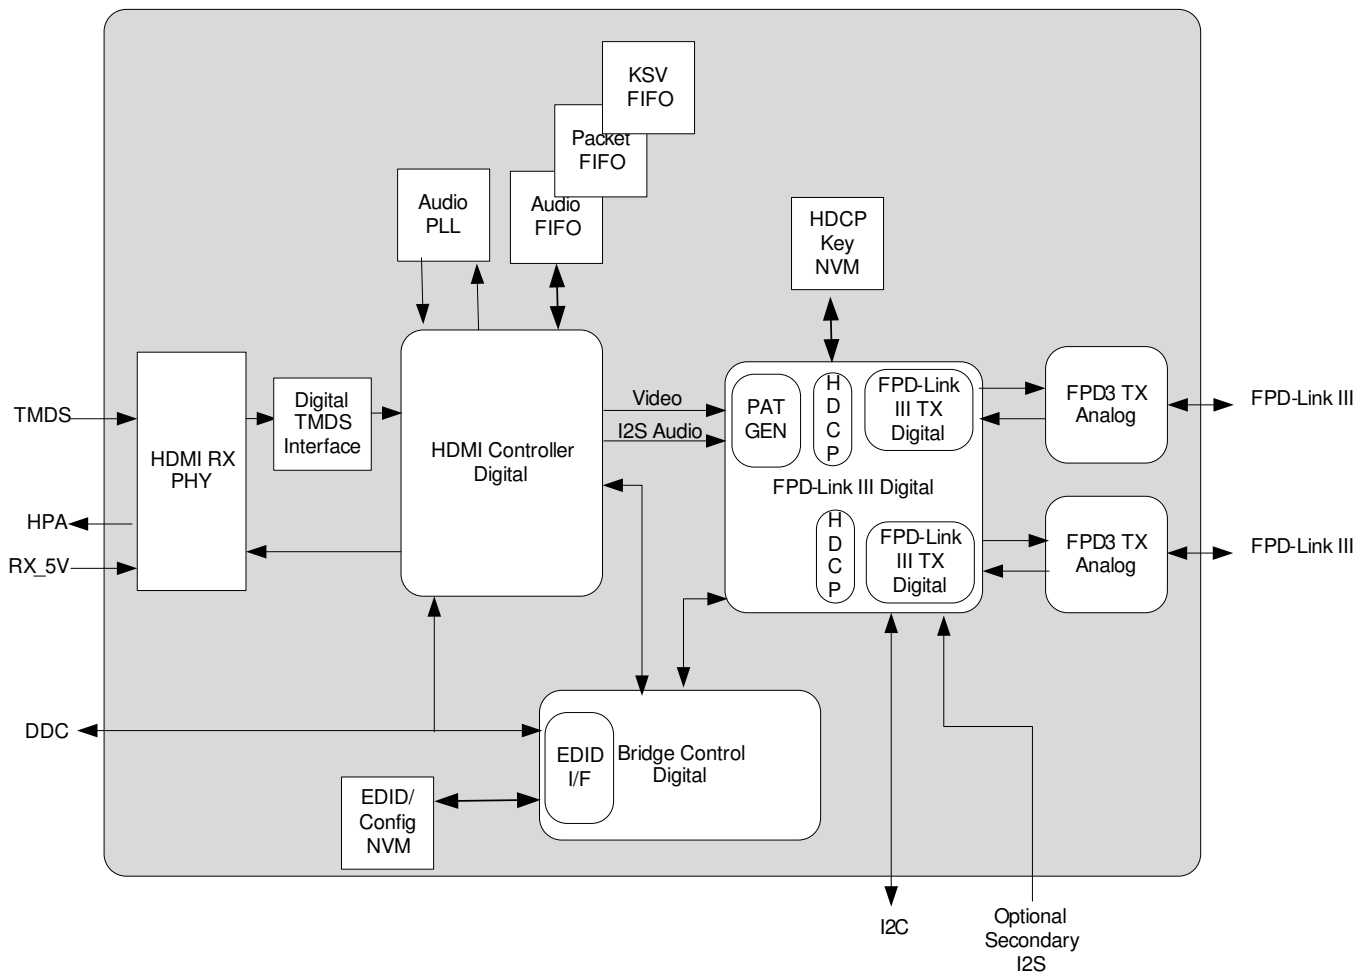 KSV
FIFO
Packet
FIFO
Audio
PLL
Audio
FIFO
HDCP
Key
NVM
TMDS
HPA
RX_5V
HDMI RX
PHY
Digital
TMDS
Interface
HDMI Controller
Digital
Video
I2S Audio
PAT
GEN
H
D
C
P
FPD-Link
III TX
Digital
FPD-Link III Digital
H
D
C
P
FPD-Link
III TX
Digital
FPD3 TX
Analog
FPD-Link III
FPD3 TX
Analog
FPD-Link III
DDC
EDID
I/F
Bridge Control
Digital
EDID/
Config
NVM
I2C
Optional
Secondary
I2S